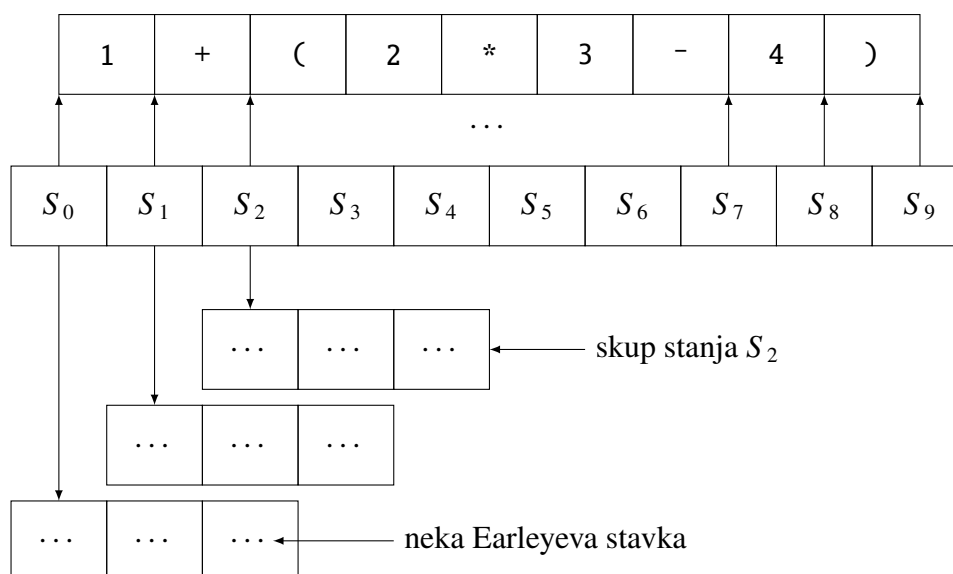 1 + ( 2 * 3 - 4 )
...
S0 S1 S2 S3 S4 S5 S6 S7 S8 S9
... ... ... skup stanja S2
... ... ...
... ... ... neka Earleyeva stavka